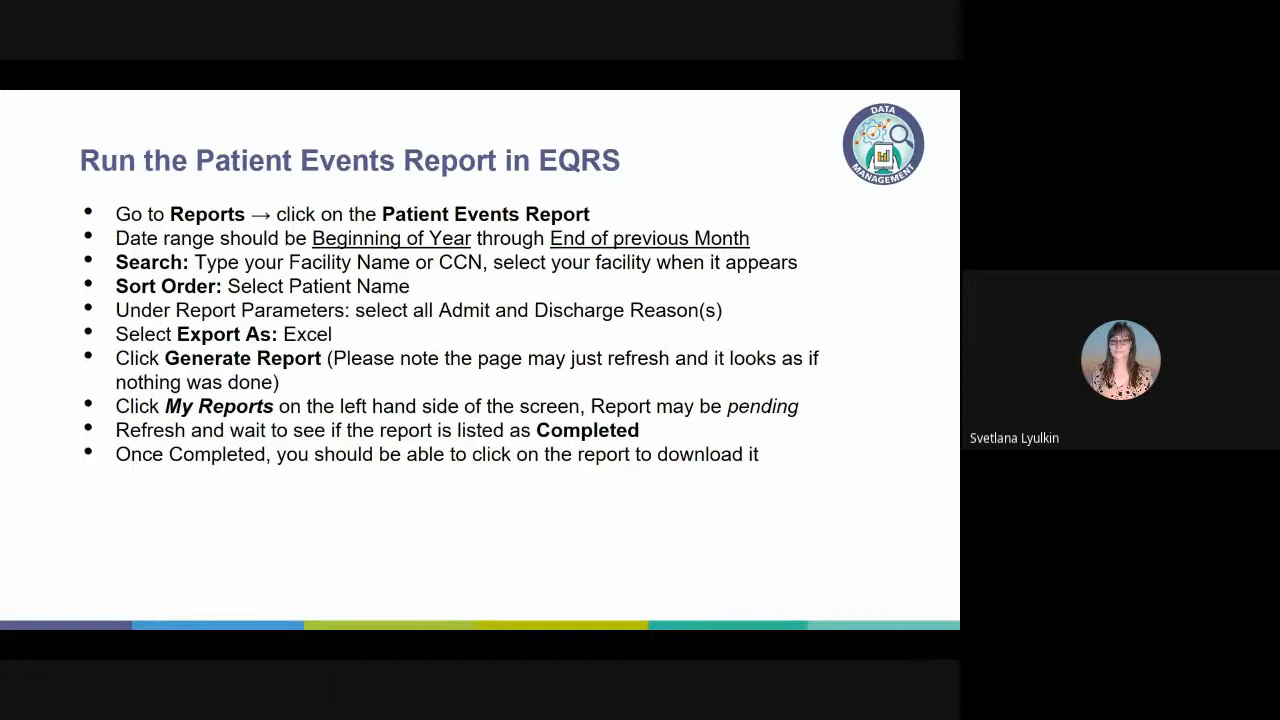 DATA
MANAGEMENT
Run the Patient Events Report in EQRS
• Go to Reports → click on the Patient Events Report
• Date range should be Beginning of Year through End of previous Month
• Search: Type your Facility Name or CCN, select your facility when it appears
• Sort Order: Select Patient Name
• Under Report Parameters: select all Admit and Discharge Reason(s)
• Select Export As: Excel
• Click Generate Report (Please note the page may just refresh and it looks as if
nothing was done)
• Click My Reports on the left hand side of the screen, Report may be pending
• Refresh and wait to see if the report is listed as Completed
• Once Completed, you should be able to click on the report to download it
Svetlana Lyulkin